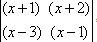 |(x+1) (x+2)|
|(x−3) (x−1)|